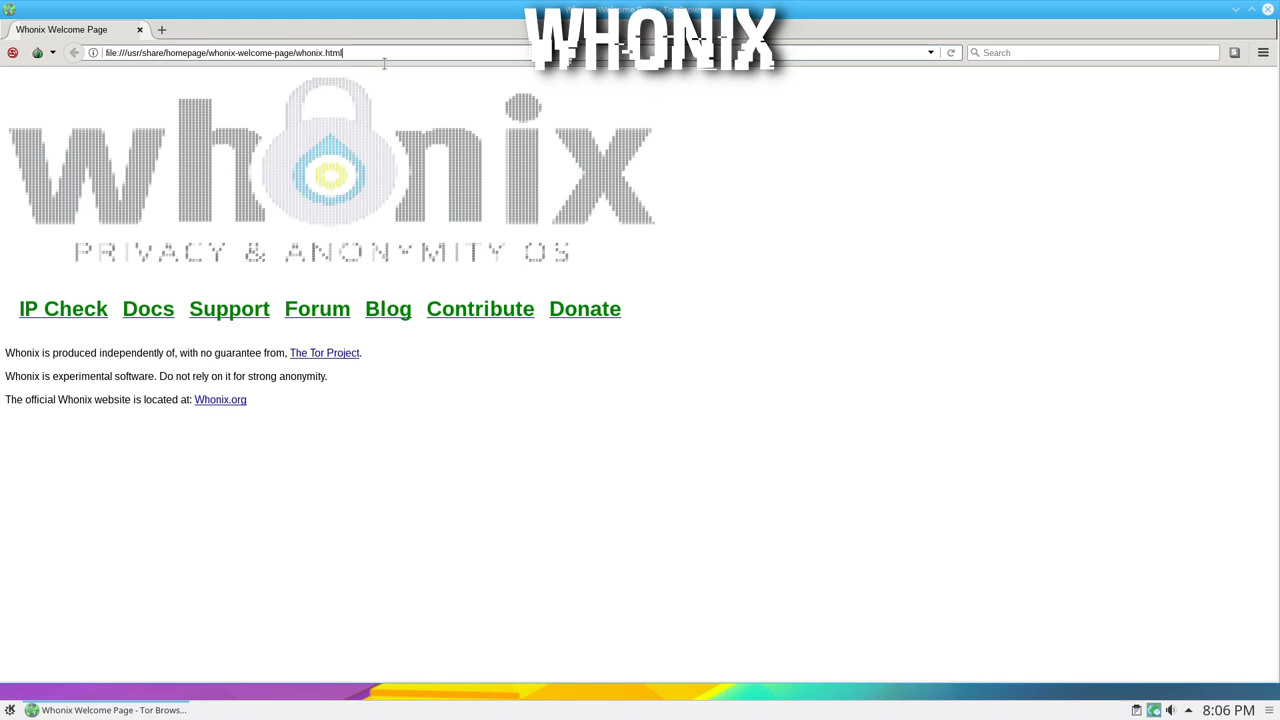 WHONIX
Whonix Welcome Page
file:///usr/share/homepage/whonix-welcome-page/whonix.html
Search
whonix
PRIVACY & ANONYMITY OS
IP Check Docs Support Forum Blog Contribute Donate
Whonix is produced independently of, with no guarantee from, The Tor Project.
Whonix is experimental software. Do not rely on it for strong anonymity.
The official Whonix website is located at: Whonix.org
Whonix Welcome Page - Tor Brows...
8:06 PM